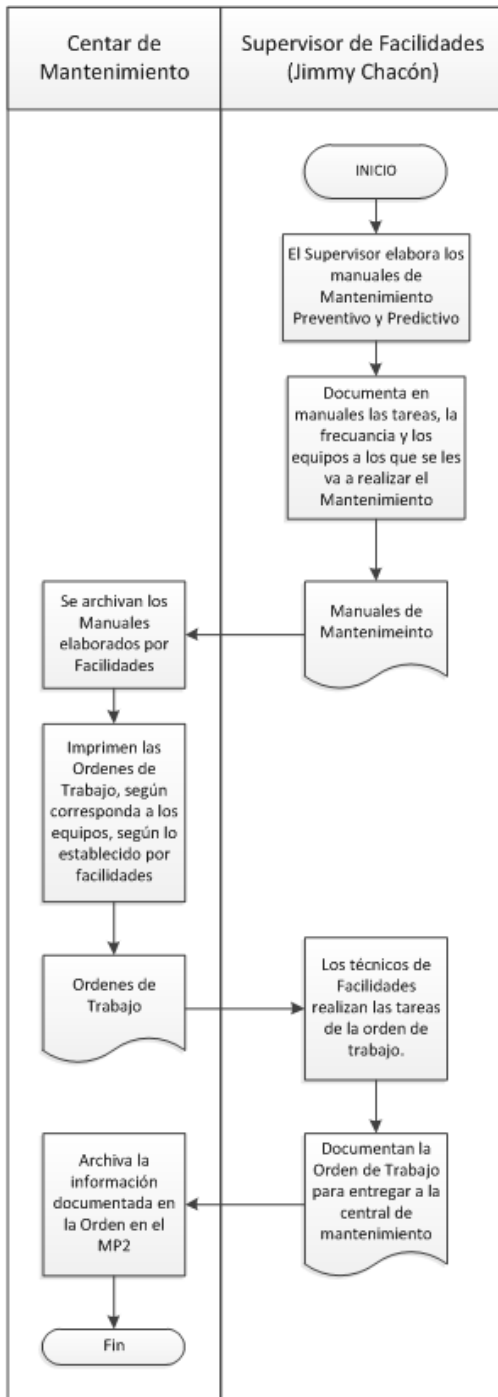 Centar de
Mantenimiento
Supervisor de Facilidades
(Jimmy Chacón)
INICIO
El Supervisor elabora los
manuales de
Mantenimiento
Preventivo y Predictivo
Documenta en
manuales las tareas, la
frecuancia y los
equipos a los que se les
va a realizar el
Mantenimiento
Manuales de
Mantenimeinto
Se archivan los
Manuales
elaborados por
Facilidades
Imprimen las
Ordenes de
Trabajo, según
corresponda a los
equipos, según lo
establecido por
facilidades
Ordenes de
Trabajo
Los técnicos de
Facilidades
realizan las tareas
de la orden de
trabajo.
Documentan la
Orden de Trabajo
para entregar a la
central de
mantenimiento
Archiva la
información
documentada en
la Orden en el
MP2
Fin